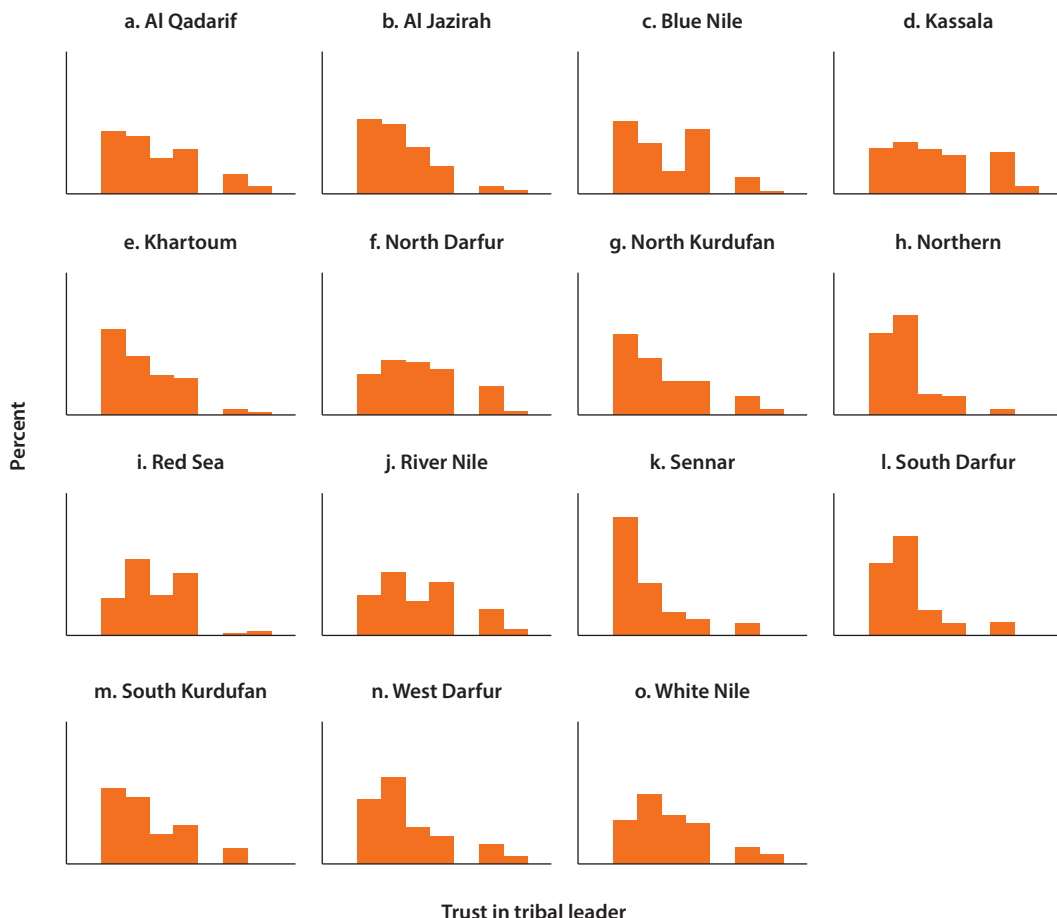 a. Al Qadarif
b. Al Jazirah
c. Blue Nile
d. Kassala
e. Khartoum
f. North Darfur
g. North Kurdufan
h. Northern
Percent
i. Red Sea
j. River Nile
k. Sennar
l. South Darfur
m. South Kurdufan
n. West Darfur
o. White Nile
Trust in tribal leader